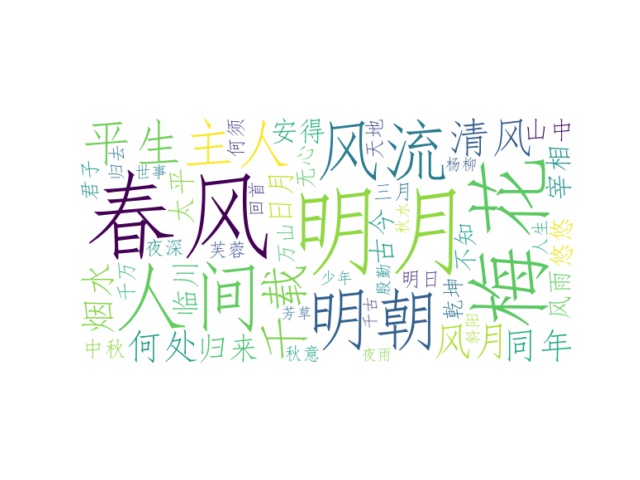 平生
主人
何须
安得
风流
天地
清风
山中
君子
归去
世事
太平
春风
回首
日月
无心
明月
三月
秋水
古今
杨柳
梅花
宰相
不知
人生
悠悠
夜深
芙蓉
万山
烟水
千万
人间
临川
千载
少年
殷勤
明日
乾坤
风雨
芳草
明朝
千古
斜阳
中秋
何处
归来
秋意
夜雨
风月
同年